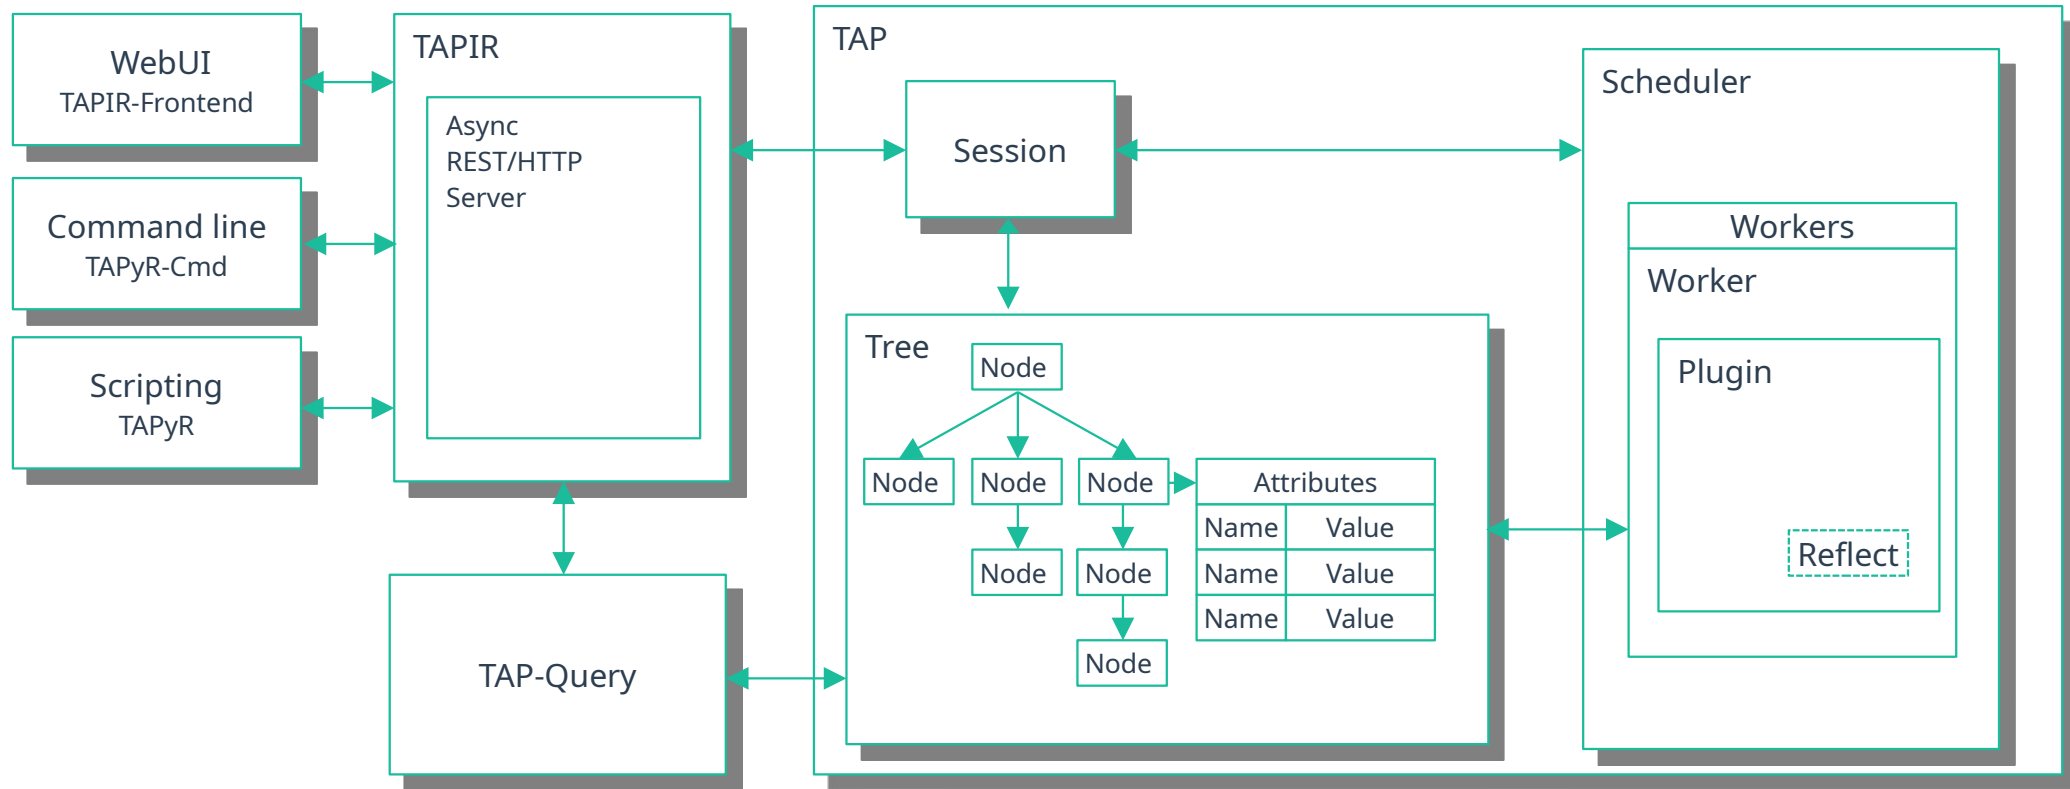 WebUI
TAPIR-Frontend
Command line
TAPyR-Cmd
Scripting
TAPyR
TAPIR
Async
REST/HTTP
Server
TAP-Query
TAP
Session
Tree
Node
Node
Node
Node
Attributes
Name Value
Node
Node
Name Value
Name Value
Node
Scheduler
Workers
Worker
Plugin
Reflect